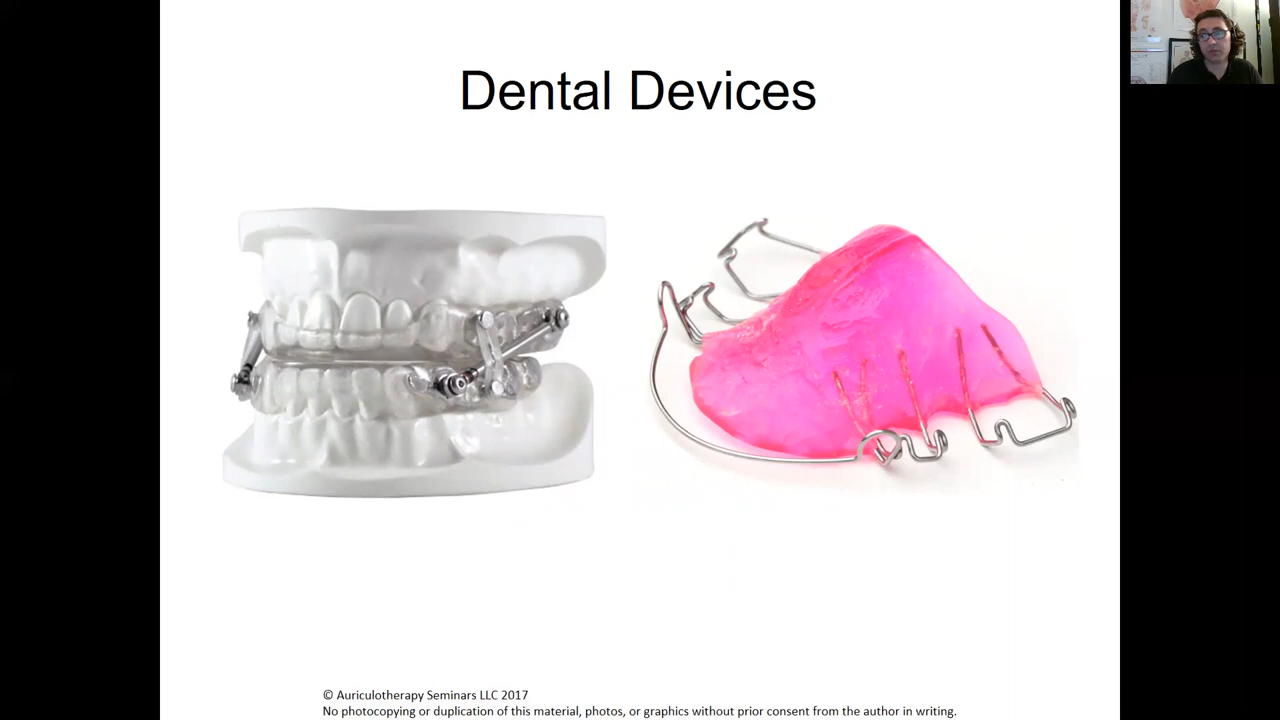 Dental Devices
© Auriculotherapy Seminars LLC 2017
No photocopying or duplication of this material, photos, or graphics without prior consent from the author in writing.